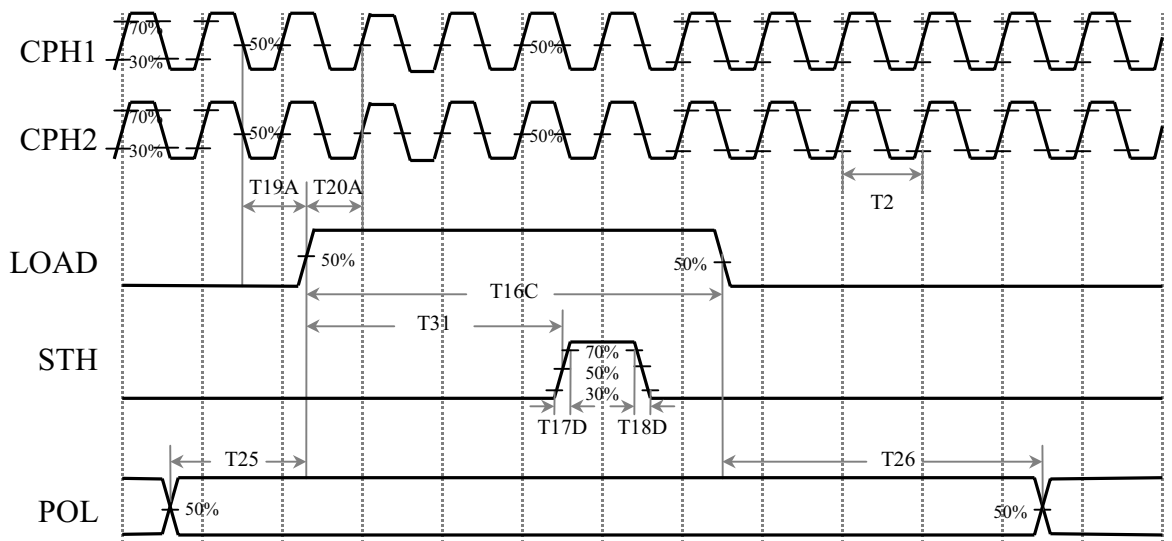 70%
CPH1
50%
50%
30%
70%
CPH2
50%
50%
30%
T19A
T20A
T2
LOAD
50%
50%
T16C
T31
STH
70%
50%
30%
T17D
T18D
T25
T26
POL
50%
50%